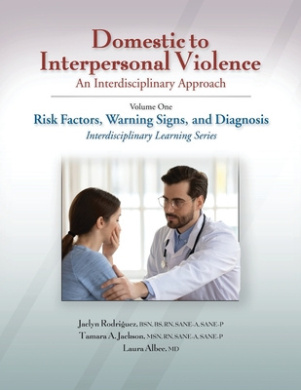 Domestic to
Interpersonal Violence
An Interdisciplinary Approach
Volume One
Risk Factors, Warning Signs, and Diagnosis
Interdisciplinary Learning Series
Jaclyn Rodriguez, BSN, BS, RN, SANE-A, SANE-P
Tamara A. Jackson, MSN, RN, SANE-A, SANE-P
Laura Albee, MD